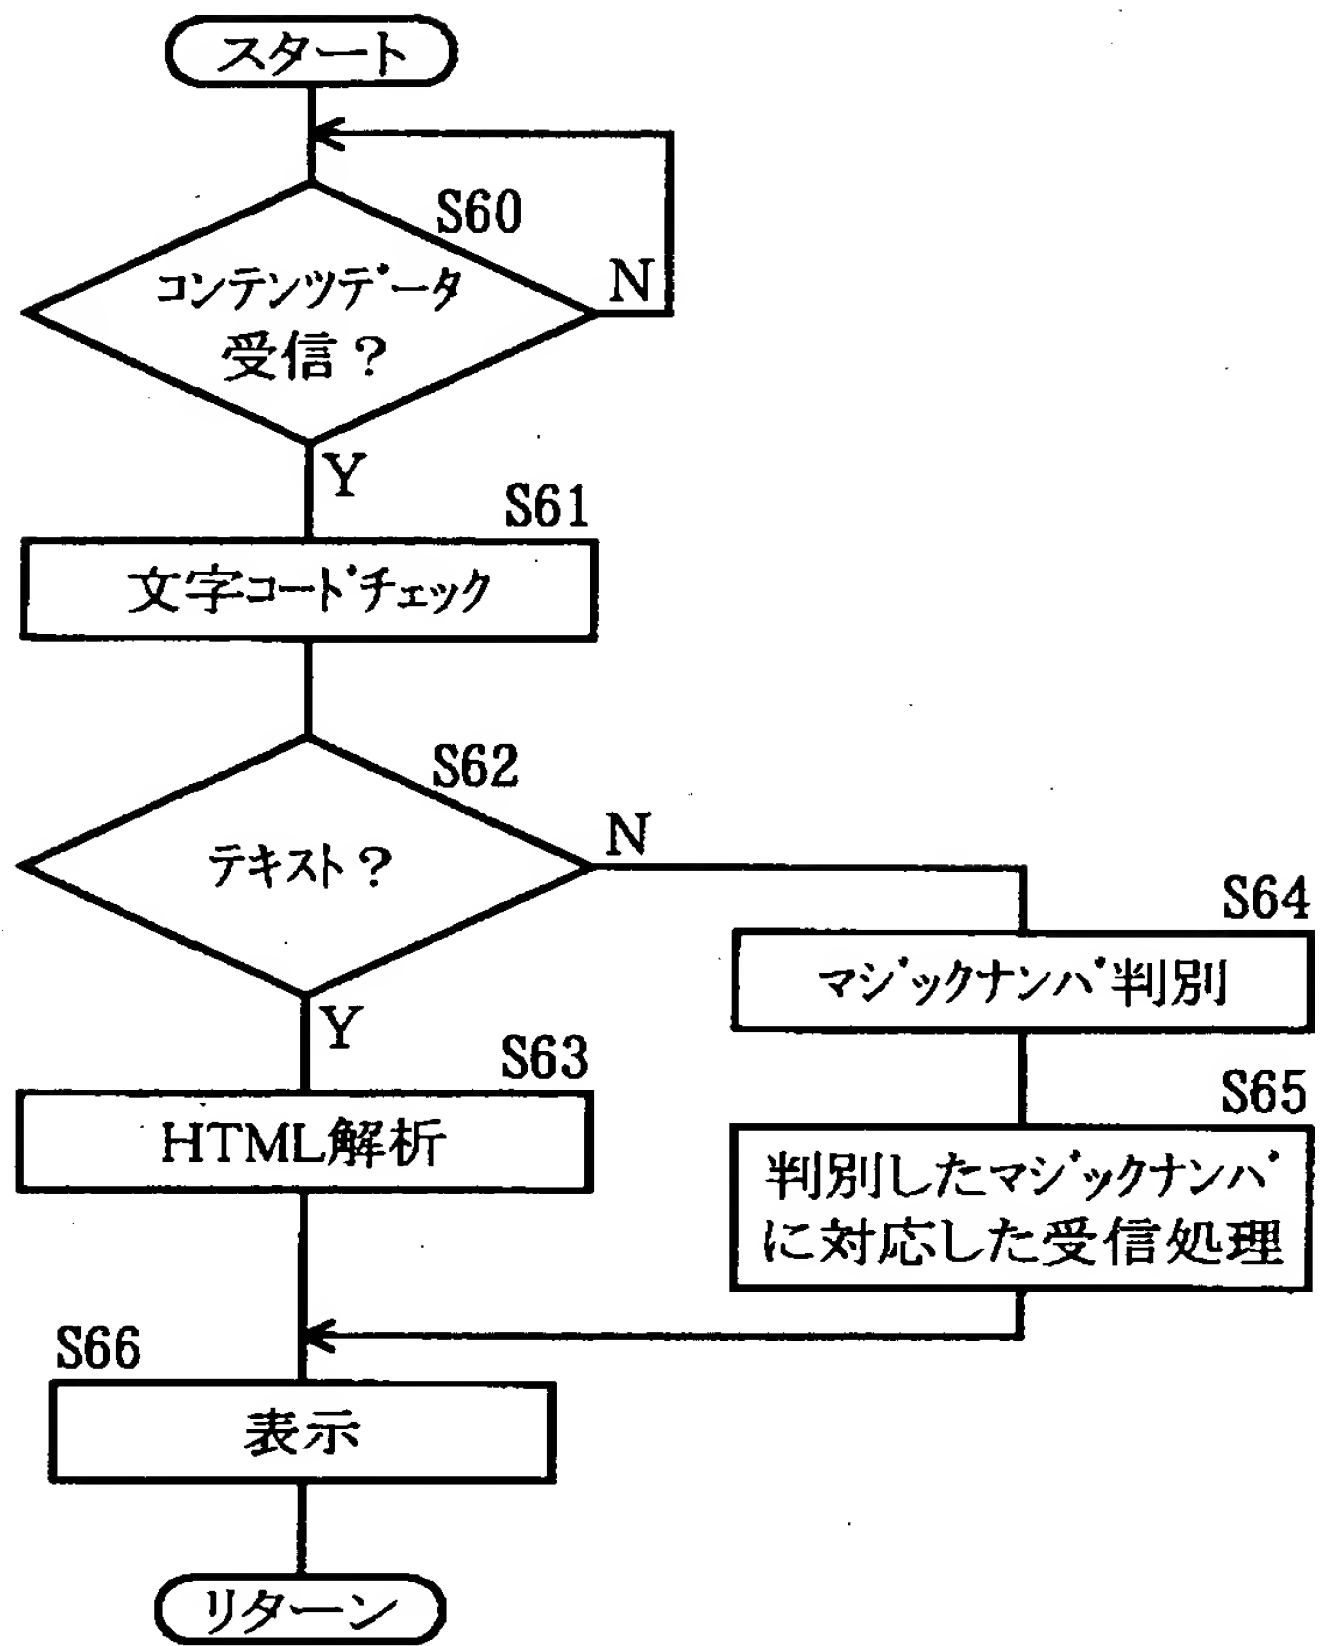 スタート
S60
コンテンツデータ
受信？
N
Y
S61
文字コードチェック
S62
テキスト？
N
Y
S64
マジックナンバ判別
S63
HTML解析
S65
判別したマジックナンバ
に対応した受信処理
S66
表示
リターン